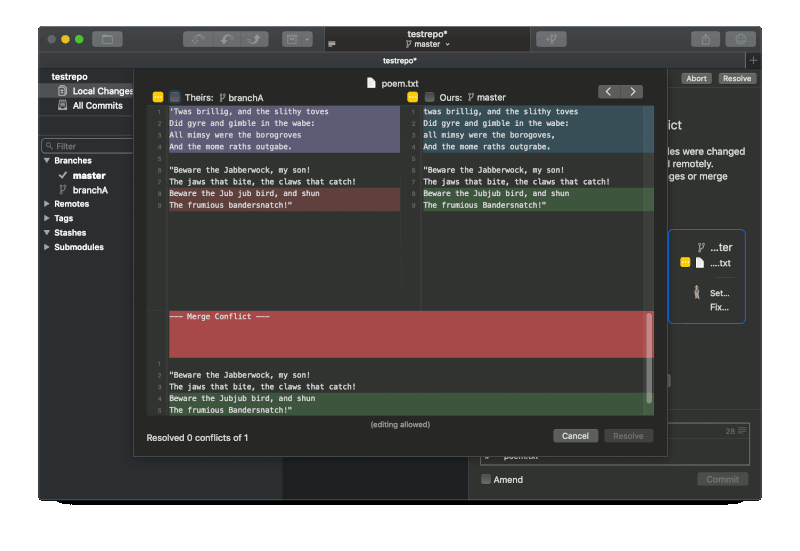 testrepo*
master
testrepo*
testrepo
Local Changes
All Commits
Filter
Branches
master
branchA
Remotes
Tags
Stashes
Submodules
poem.txt
Theirs: branchA
1 'Twas brillig, and the slithy toves
2 Did gyre and gimble in the wabe:
3 All mimsy were the borogroves
4 And the mome raths outgabe.
5
6 "Beware the Jabberwock, my son!
7 The jaws that bite, the claws that catch!
8 Beware the Jub jub bird, and shun
9 The frumious Bandersnatch!"
Ours: master
1 twas brillig, and the slithy toves
2 Did gyre and gimble in the wabe:
3 all mimsy were the borogoves,
4 And the mome raths outgrabe.
5
6 "Beware the Jabberwock, my son!
7 The jaws that bite, the claws that catch!
8 Beware the Jubjub bird, and shun
9 The frumious Bandersnatch!"
--- Merge Conflict ---
1
2 "Beware the Jabberwock, my son!
3 The jaws that bite, the claws that catch!
4 Beware the Jubjub bird, and shun
5 The frumious Bandersnatch!"
(editing allowed)
Resolved 0 conflicts of 1
Cancel
Resolve
Abort
Resolve
ict
es were changed
d remotely.
ges or merge
...ter
....txt
Set...
Fix...
28
poem.txt
Amend
Commit